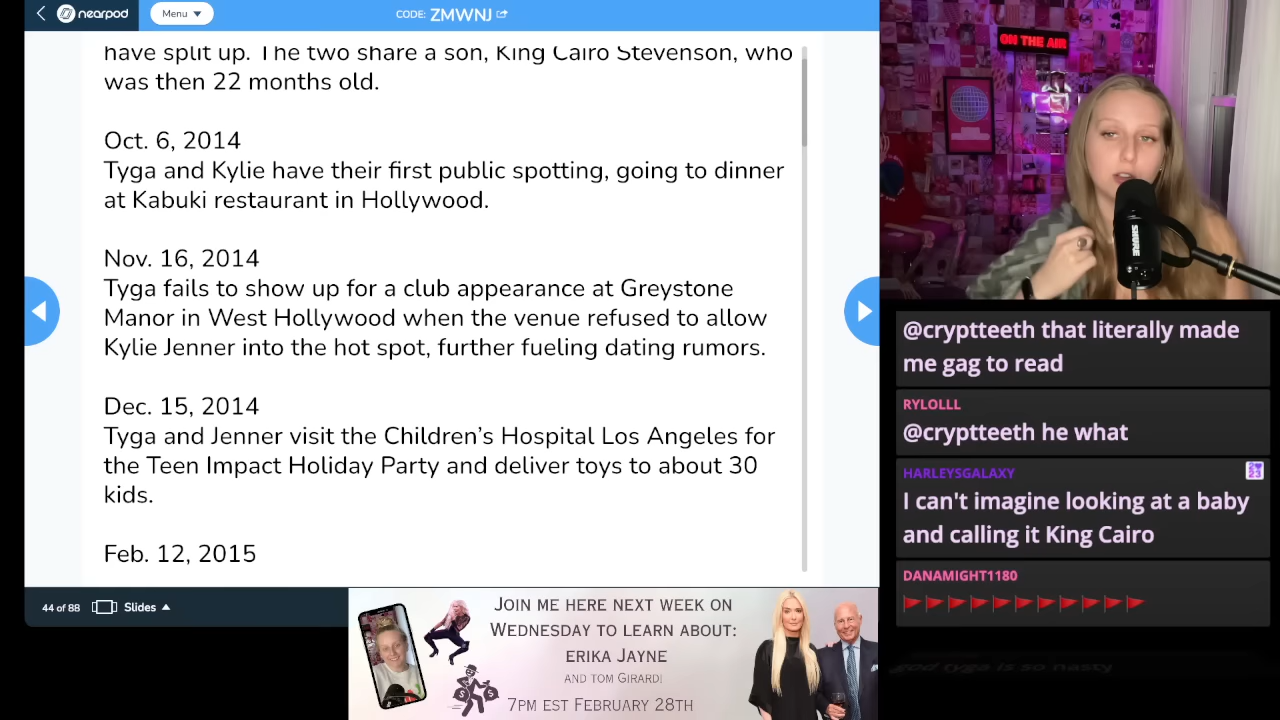 nearpod
Menu
CODE: ZMWNJ
have split up. The two share a son, King Cairo Stevenson, who
was then 22 months old.
Oct. 6, 2014
Tyga and Kylie have their first public spotting, going to dinner
at Kabuki restaurant in Hollywood.
Nov. 16, 2014
Tyga fails to show up for a club appearance at Greystone
Manor in West Hollywood when the venue refused to allow
Kylie Jenner into the hot spot, further fueling dating rumors.
Dec. 15, 2014
Tyga and Jenner visit the Children’s Hospital Los Angeles for
the Teen Impact Holiday Party and deliver toys to about 30
kids.
Feb. 12, 2015
44 of 88
Slides
JOIN ME HERE NEXT WEEK ON
WEDNESDAY TO LEARN ABOUT:
ERIKA JAYNE
AND TOM GIRARDI
7PM EST FEBRUARY 28TH
ON THE AIR
SHURE
@cryptteeth that literally made
me gag to read
RYLOLLL
@cryptteeth he what
HARLEYSGALAXY
I can't imagine looking at a baby
and calling it King Cairo
DANAMIGHT1180
god tyga is so nasty